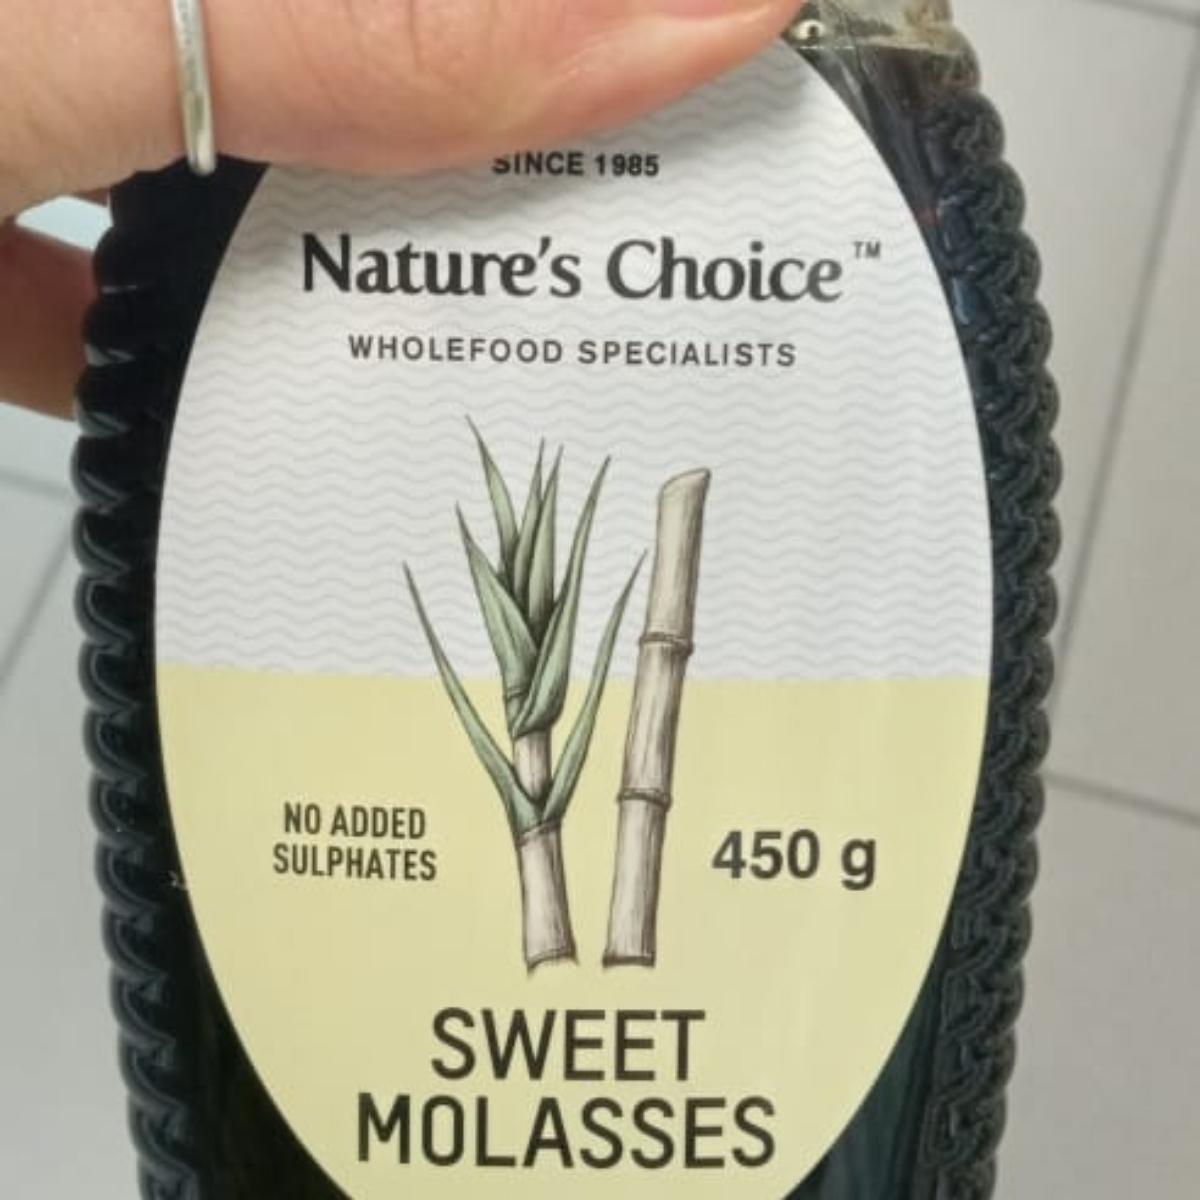 SINCE 1985
Nature's Choice™
WHOLEFOOD SPECIALISTS
NO ADDED
SULPHATES
450 g
SWEET
MOLASSES